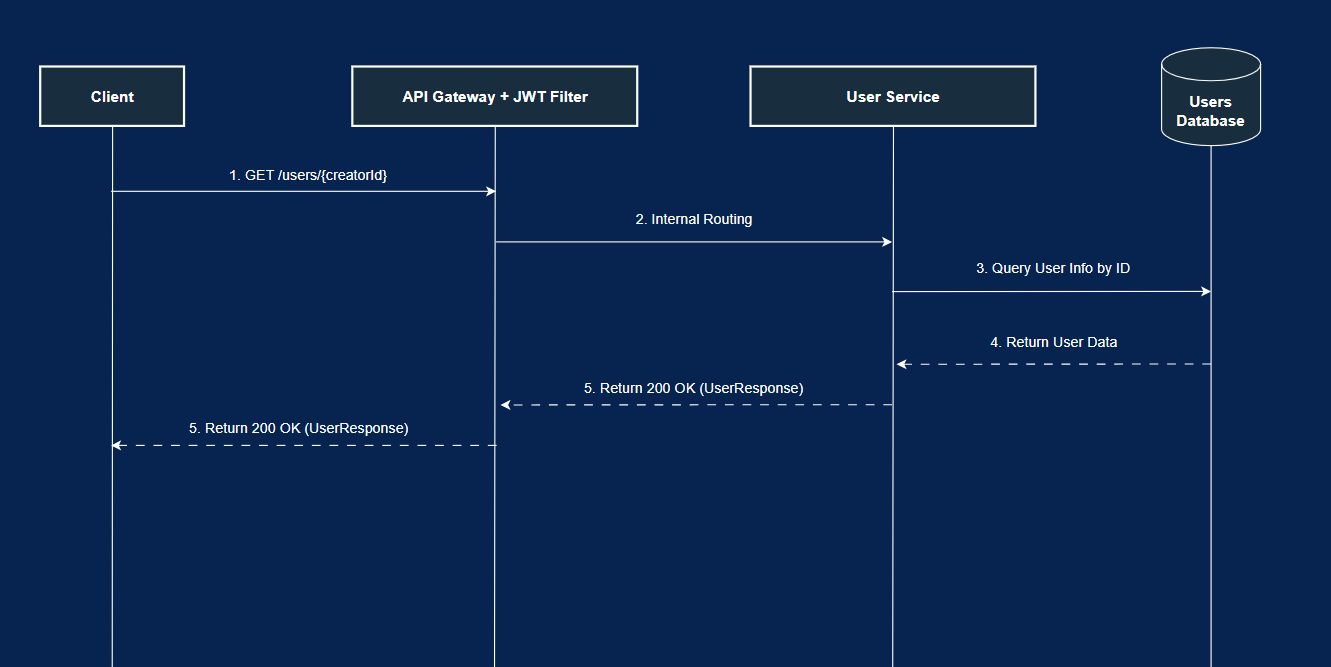 Client
API Gateway + JWT Filter
User Service
Users
Database
1. GET /users/{creatorId}
2. Internal Routing
3. Query User Info by ID
4. Return User Data
5. Return 200 OK (UserResponse)
5. Return 200 OK (UserResponse)